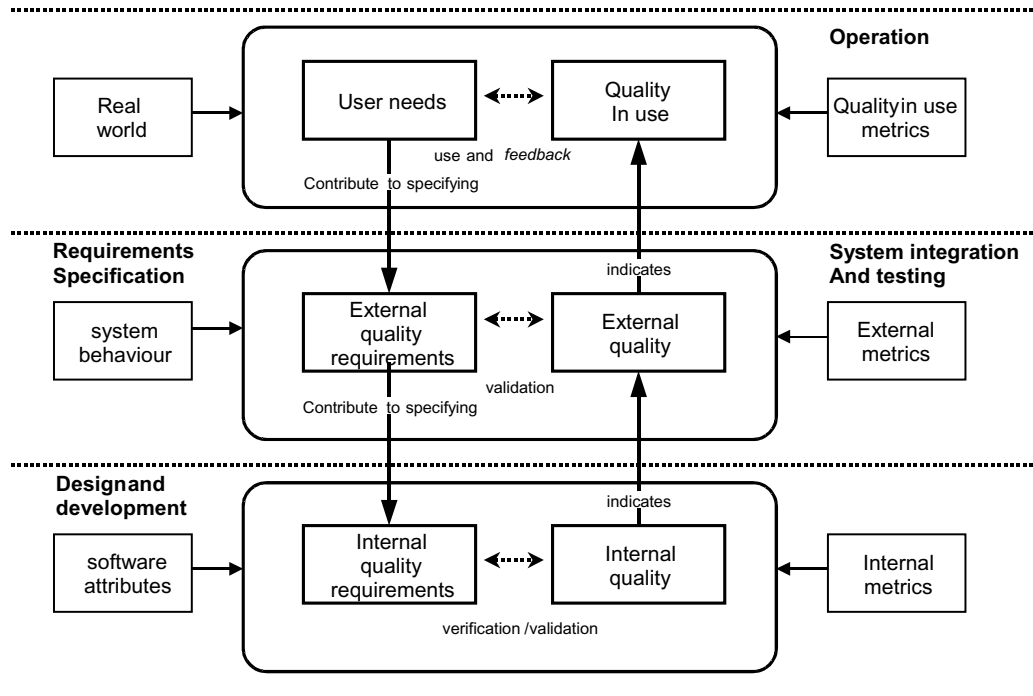 Operation
Real
world
User needs
Quality
In use
Qualityin use
metrics
use and feedback
Contribute to specifying
Requirements
Specification
System integration
And testing
indicates
system
behaviour
External
quality
requirements
External
quality
External
metrics
validation
Contribute to specifying
Designand
development
indicates
software
attributes
Internal
quality
requirements
Internal
quality
Internal
metrics
verification /validation